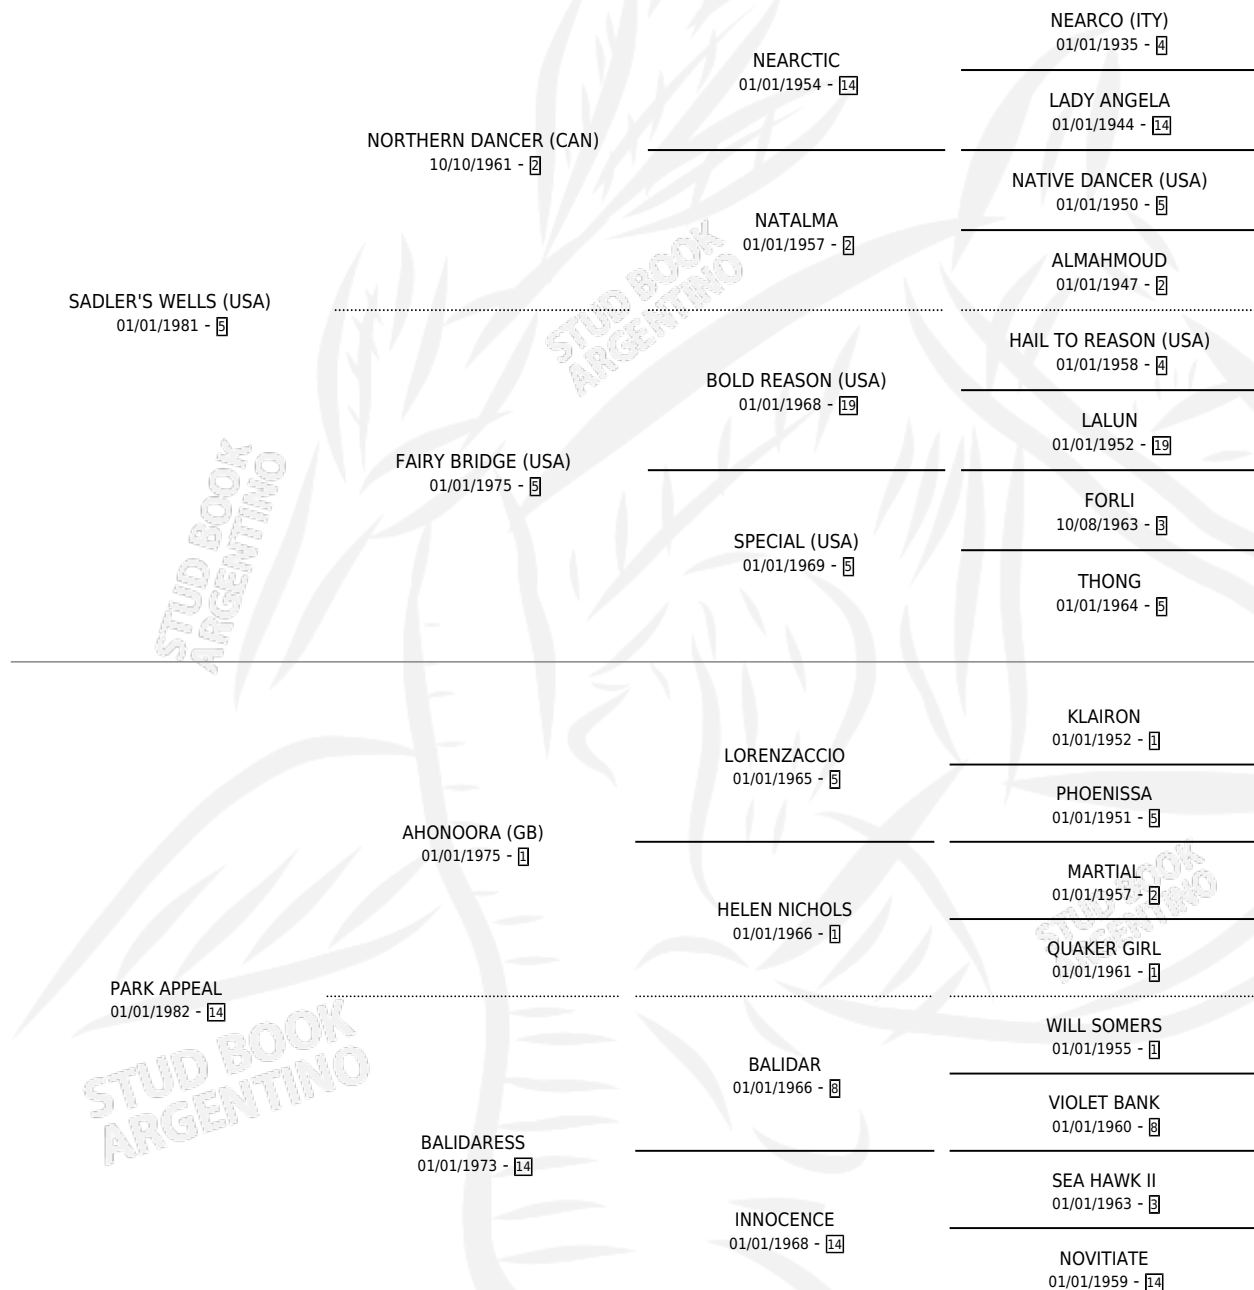 NEARCO (ITY)
01/01/1935 - 4
NEARCTIC
01/01/1954 - 14
LADY ANGELA
01/01/1944 - 14
NORTHERN DANCER (CAN)
10/10/1961 - 2
NATIVE DANCER (USA)
01/01/1950 - 5
NATALMA
01/01/1957 - 2
ALMAHMOUD
01/01/1947 - 2
SADLER'S WELLS (USA)
01/01/1981 - 5
STUD BOOK
ARGENTINO
HAIL TO REASON (USA)
01/01/1958 - 4
BOLD REASON (USA)
01/01/1968 - 19
LALUN
01/01/1952 - 19
FAIRY BRIDGE (USA)
01/01/1975 - 5
STUD BOOK
ARGENTINO
FORLI
10/08/1963 - 3
SPECIAL (USA)
01/01/1969 - 5
THONG
01/01/1964 - 5
KLAIRON
01/01/1952 - 1
LORENZACCIO
01/01/1965 - 5
PHOENISSA
01/01/1951 - 5
AHONOORA (GB)
01/01/1975 - 1
MARTIAL
01/01/1957 - 2
STUD BOOK
ARGENTINO
HELEN NICHOLS
01/01/1966 - 1
QUAKER GIRL
01/01/1961 - 1
PARK APPEAL
01/01/1982 - 14
STUD BOOK
ARGENTINO
WILL SOMERS
01/01/1955 - 1
BALIDAR
01/01/1966 - 8
VIOLET BANK
01/01/1960 - 8
BALIDARESS
01/01/1973 - 14
SEA HAWK II
01/01/1963 - 3
INNOCENCE
01/01/1968 - 14
NOVITIATE
01/01/1959 - 14